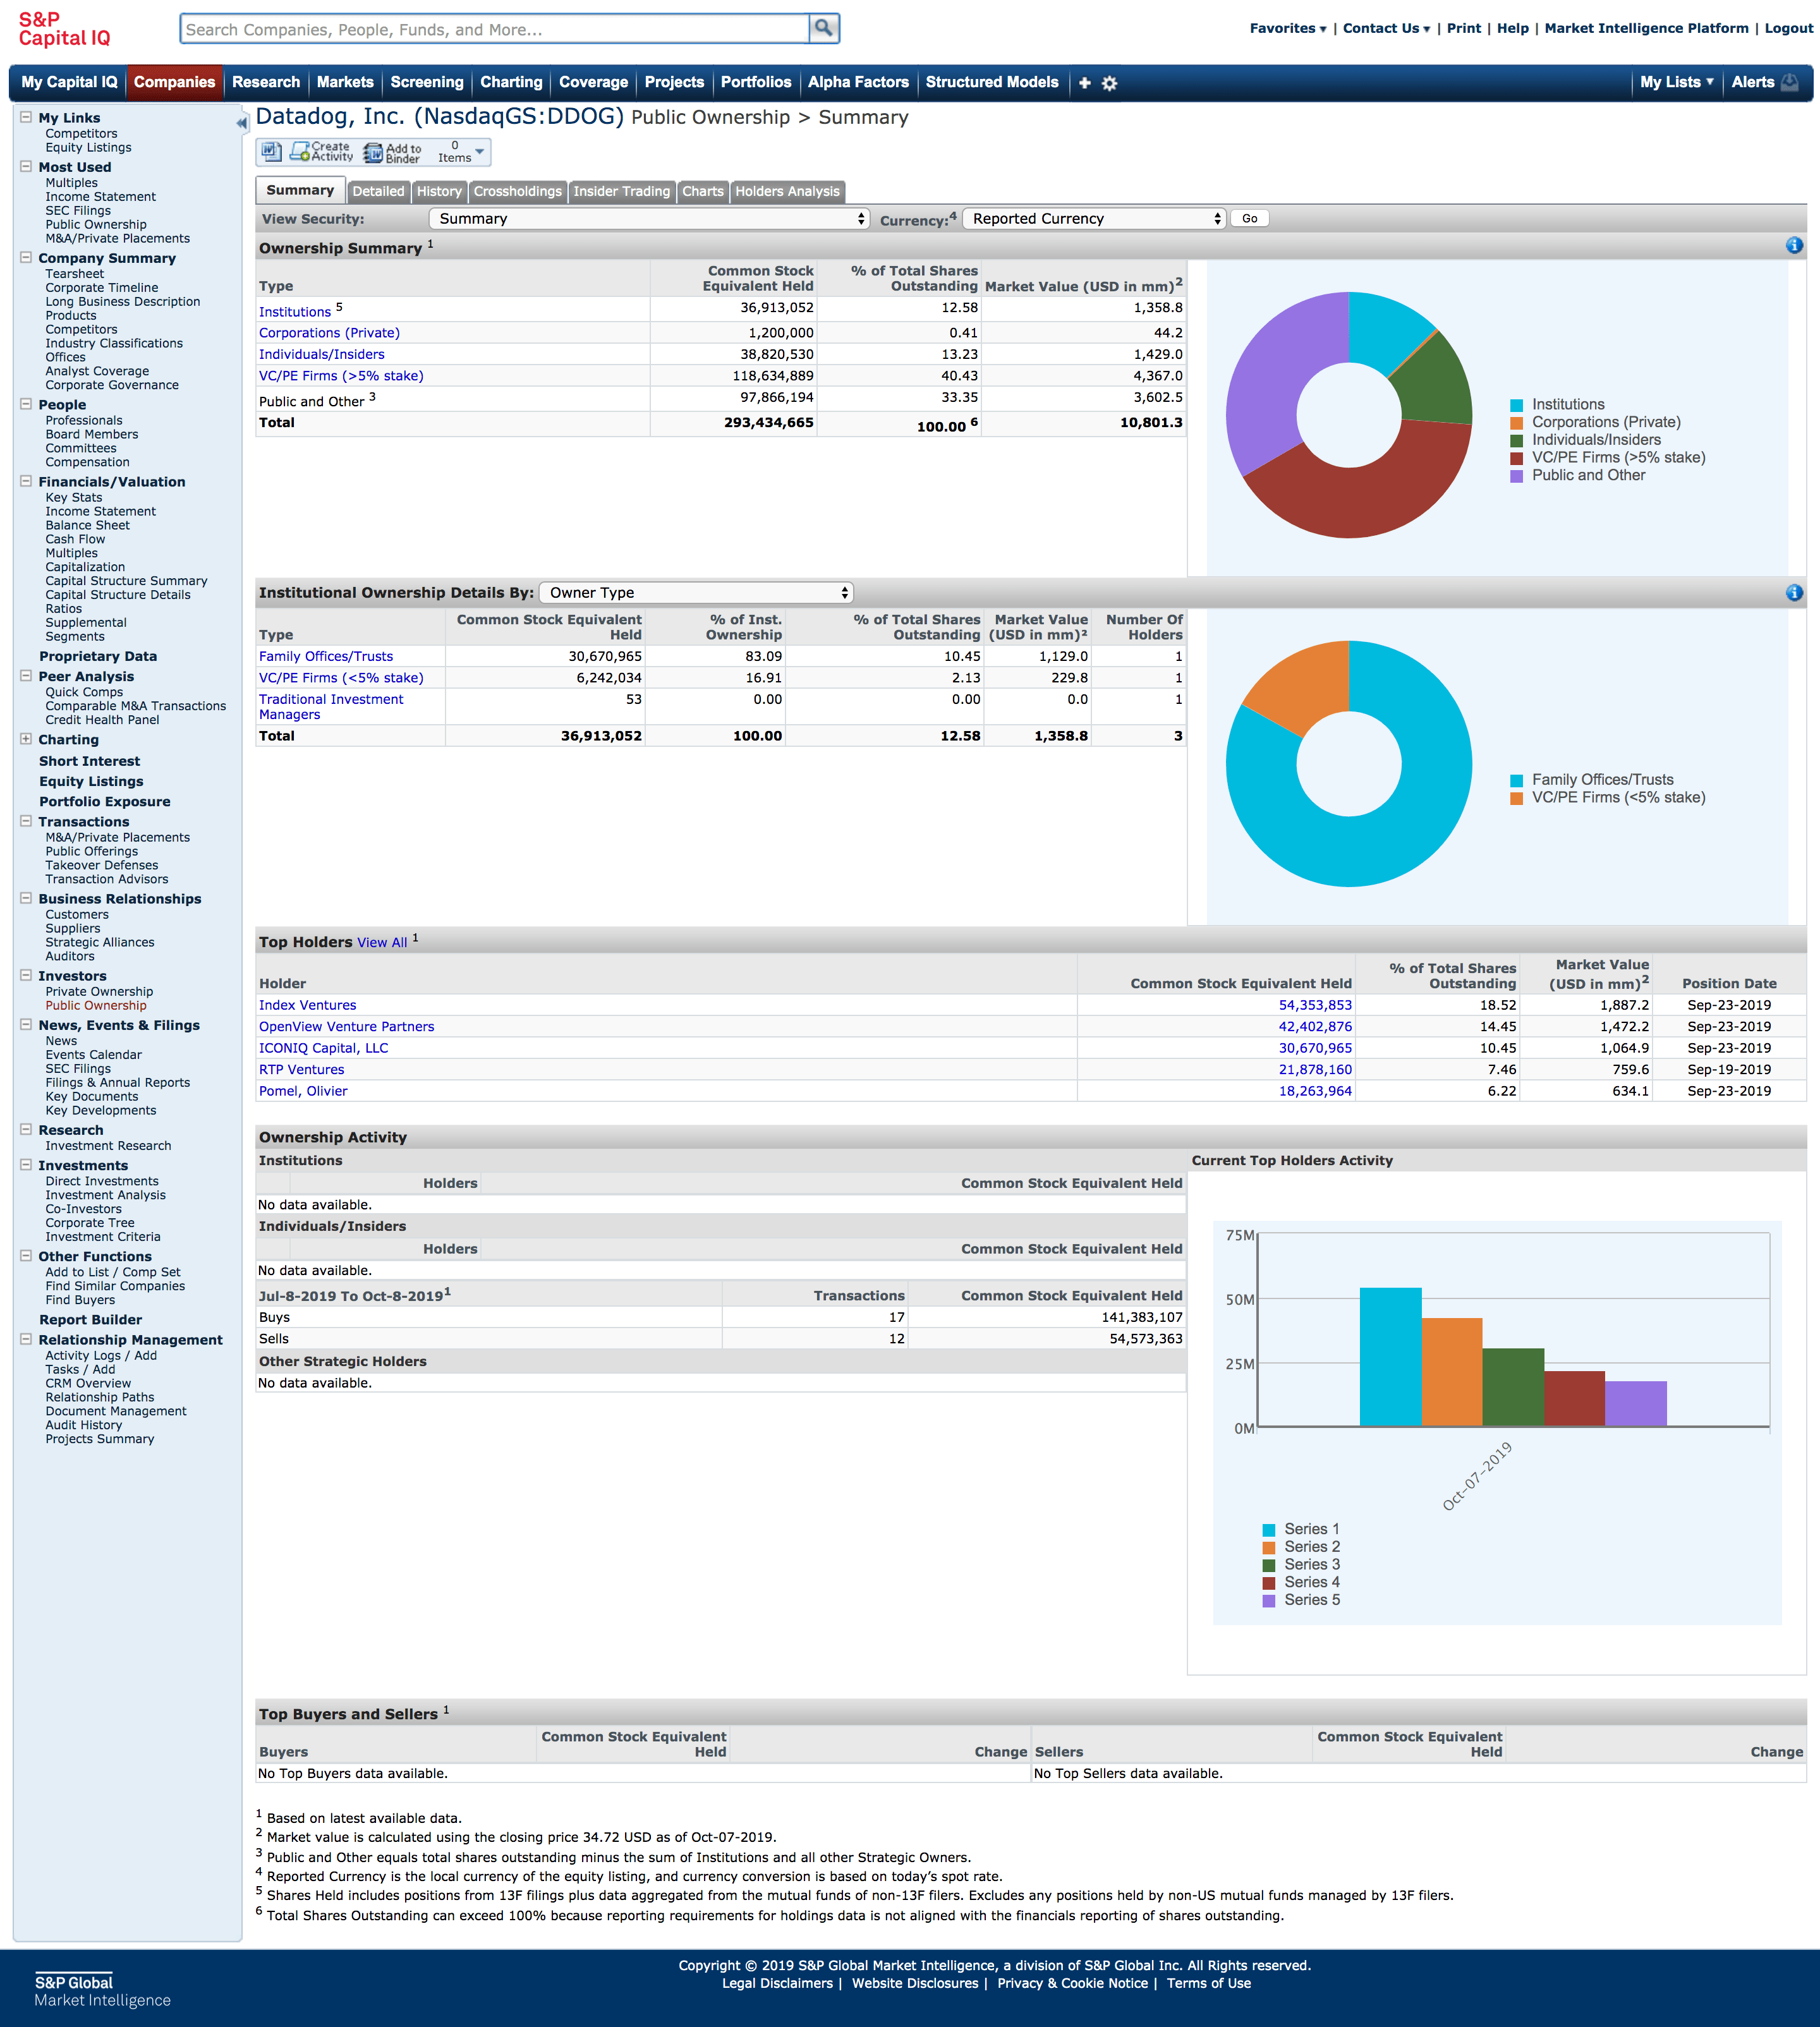 S&P
Capital IQ
Search Companies, People, Funds, and More...
Favorites ▾ | Contact Us ▾ | Print | Help | Market Intelligence Platform | Logout
My Capital IQ Companies Research Markets Screening Charting Coverage Projects Portfolios Alpha Factors Structured Models My Lists ▾ Alerts
My Links
Competitors
Equity Listings
Most Used
Multiples
Income Statement
SEC Filings
Public Ownership
M&A/Private Placements
Company Summary
Tearsheet
Corporate Timeline
Long Business Description
Products
Competitors
Industry Classifications
Offices
Analyst Coverage
Corporate Governance
People
Professionals
Board Members
Committees
Compensation
Financials/Valuation
Key Stats
Income Statement
Balance Sheet
Cash Flow
Multiples
Capitalization
Capital Structure Summary
Capital Structure Details
Ratios
Supplemental
Segments
Proprietary Data
Peer Analysis
Quick Comps
Comparable M&A Transactions
Credit Health Panel
Charting
Short Interest
Equity Listings
Portfolio Exposure
Transactions
M&A/Private Placements
Public Offerings
Takeover Defenses
Transaction Advisors
Business Relationships
Customers
Suppliers
Strategic Alliances
Auditors
Investors
Private Ownership
Public Ownership
News, Events & Filings
News
Events Calendar
SEC Filings
Filings & Annual Reports
Key Documents
Key Developments
Research
Investment Research
Investments
Direct Investments
Investment Analysis
Co-Investors
Corporate Tree
Investment Criteria
Other Functions
Add to List / Comp Set
Find Similar Companies
Find Buyers
Report Builder
Relationship Management
Activity Logs / Add
Tasks / Add
CRM Overview
Relationship Paths
Document Management
Audit History
Projects Summary
Datadog, Inc. (NasdaqGS:DDOG) Public Ownership > Summary
Create Activity Add to Binder 0 Items
Summary Detailed History Crossholdings Insider Trading Charts Holders Analysis
View Security: Summary Currency:4 Reported Currency Go
Ownership Summary 1
Type Common Stock Equivalent Held % of Total Shares Outstanding Market Value (USD in mm)2
Institutions 5 36,913,052 12.58 1,358.8
Corporations (Private) 1,200,000 0.41 44.2
Individuals/Insiders 38,820,530 13.23 1,429.0
VC/PE Firms (>5% stake) 118,634,889 40.43 4,367.0
Public and Other 3 97,866,194 33.35 3,602.5
Total 293,434,665 100.00 6 10,801.3
Institutions
Corporations (Private)
Individuals/Insiders
VC/PE Firms (>5% stake)
Public and Other
Institutional Ownership Details By: Owner Type
Type Common Stock Equivalent Held % of Inst. Ownership % of Total Shares Outstanding Market Value (USD in mm)2 Number Of Holders
Family Offices/Trusts 30,670,965 83.09 10.45 1,129.0 1
VC/PE Firms (<5% stake) 6,242,034 16.91 2.13 229.8 1
Traditional Investment Managers 53 0.00 0.00 0.0 1
Total 36,913,052 100.00 12.58 1,358.8 3
Family Offices/Trusts
VC/PE Firms (<5% stake)
Top Holders View All 1
Holder Common Stock Equivalent Held % of Total Shares Outstanding Market Value (USD in mm)2 Position Date
Index Ventures 54,353,853 18.52 1,887.2 Sep-23-2019
OpenView Venture Partners 42,402,876 14.45 1,472.2 Sep-23-2019
ICONIQ Capital, LLC 30,670,965 10.45 1,064.9 Sep-23-2019
RTP Ventures 21,878,160 7.46 759.6 Sep-19-2019
Pomel, Olivier 18,263,964 6.22 634.1 Sep-23-2019
Ownership Activity
Institutions
Holders Common Stock Equivalent Held
No data available.
Individuals/Insiders
Holders Common Stock Equivalent Held
No data available.
Jul-8-2019 To Oct-8-2019 1 Transactions Common Stock Equivalent Held
Buys 17 141,383,107
Sells 12 54,573,363
Other Strategic Holders
No data available.
Current Top Holders Activity
75M
50M
25M
0M
Oct-07-2019
Series 1
Series 2
Series 3
Series 4
Series 5
Top Buyers and Sellers 1
Buyers Common Stock Equivalent Held Change Sellers Common Stock Equivalent Held Change
No Top Buyers data available. No Top Sellers data available.
1 Based on latest available data.
2 Market value is calculated using the closing price 34.72 USD as of Oct-07-2019.
3 Public and Other equals total shares outstanding minus the sum of Institutions and all other Strategic Owners.
4 Reported Currency is the local currency of the equity listing, and currency conversion is based on today's spot rate.
5 Shares Held includes positions from 13F filings plus data aggregated from the mutual funds of non-13F filers. Excludes any positions held by non-US mutual funds managed by 13F filers.
6 Total Shares Outstanding can exceed 100% because reporting requirements for holdings data is not aligned with the financials reporting of shares outstanding.
S&P Global
Market Intelligence
Copyright © 2019 S&P Global Market Intelligence, a division of S&P Global Inc. All Rights reserved.
Legal Disclaimers | Website Disclosures | Privacy & Cookie Notice | Terms of Use